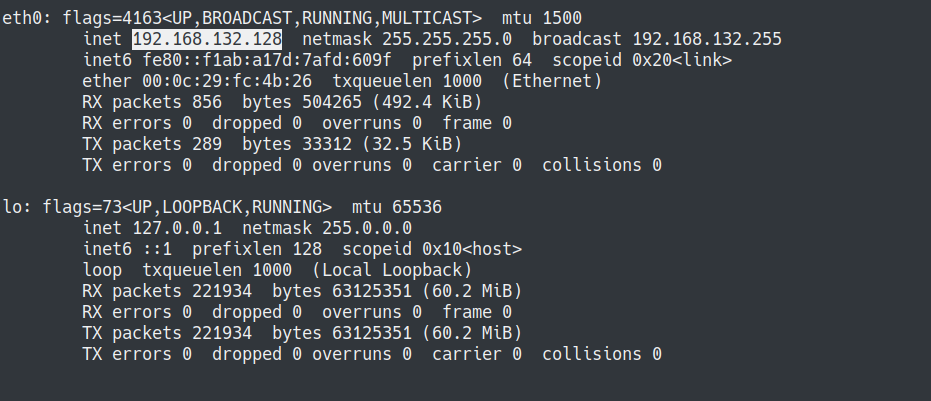 eth0: flags=4163<UP,BROADCAST,RUNNING,MULTICAST>  mtu 1500
        inet 192.168.132.128  netmask 255.255.255.0  broadcast 192.168.132.255
        inet6 fe80::f1ab:a17d:7afd:609f  prefixlen 64  scopeid 0x20<link>
        ether 00:0c:29:fc:4b:26  txqueuelen 1000  (Ethernet)
        RX packets 856  bytes 504265 (492.4 KiB)
        RX errors 0  dropped 0  overruns 0  frame 0
        TX packets 289  bytes 33312 (32.5 KiB)
        TX errors 0  dropped 0 overruns 0  carrier 0  collisions 0

lo: flags=73<UP,LOOPBACK,RUNNING>  mtu 65536
        inet 127.0.0.1  netmask 255.0.0.0
        inet6 ::1  prefixlen 128  scopeid 0x10<host>
        loop  txqueuelen 1000  (Local Loopback)
        RX packets 221934  bytes 63125351 (60.2 MiB)
        RX errors 0  dropped 0  overruns 0  frame 0
        TX packets 221934  bytes 63125351 (60.2 MiB)
        TX errors 0  dropped 0 overruns 0  carrier 0  collisions 0